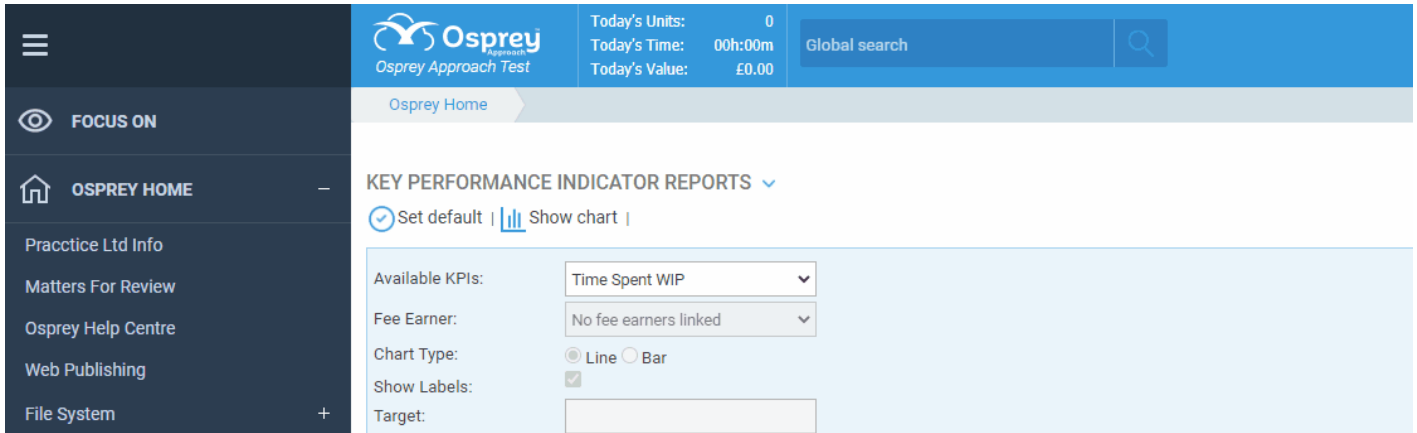 Osprey
Approach
Osprey Approach Test
Today's Units: 0
Today's Time: 00h:00m
Today's Value: £0.00
Global search
Osprey Home
FOCUS ON
OSPREY HOME
Pracctice Ltd Info
Matters For Review
Osprey Help Centre
Web Publishing
File System
KEY PERFORMANCE INDICATOR REPORTS
Set default | Show chart |
Available KPIs: Time Spent WIP
Fee Earner: No fee earners linked
Chart Type: Line Bar
Show Labels:
Target: